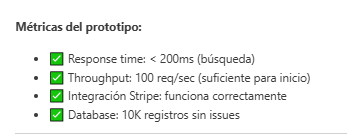 Métricas del prototipo:
• ✅ Response time: < 200ms (búsqueda)
• ✅ Throughput: 100 req/sec (suficiente para inicio)
• ✅ Integración Stripe: funciona correctamente
• ✅ Database: 10K registros sin issues